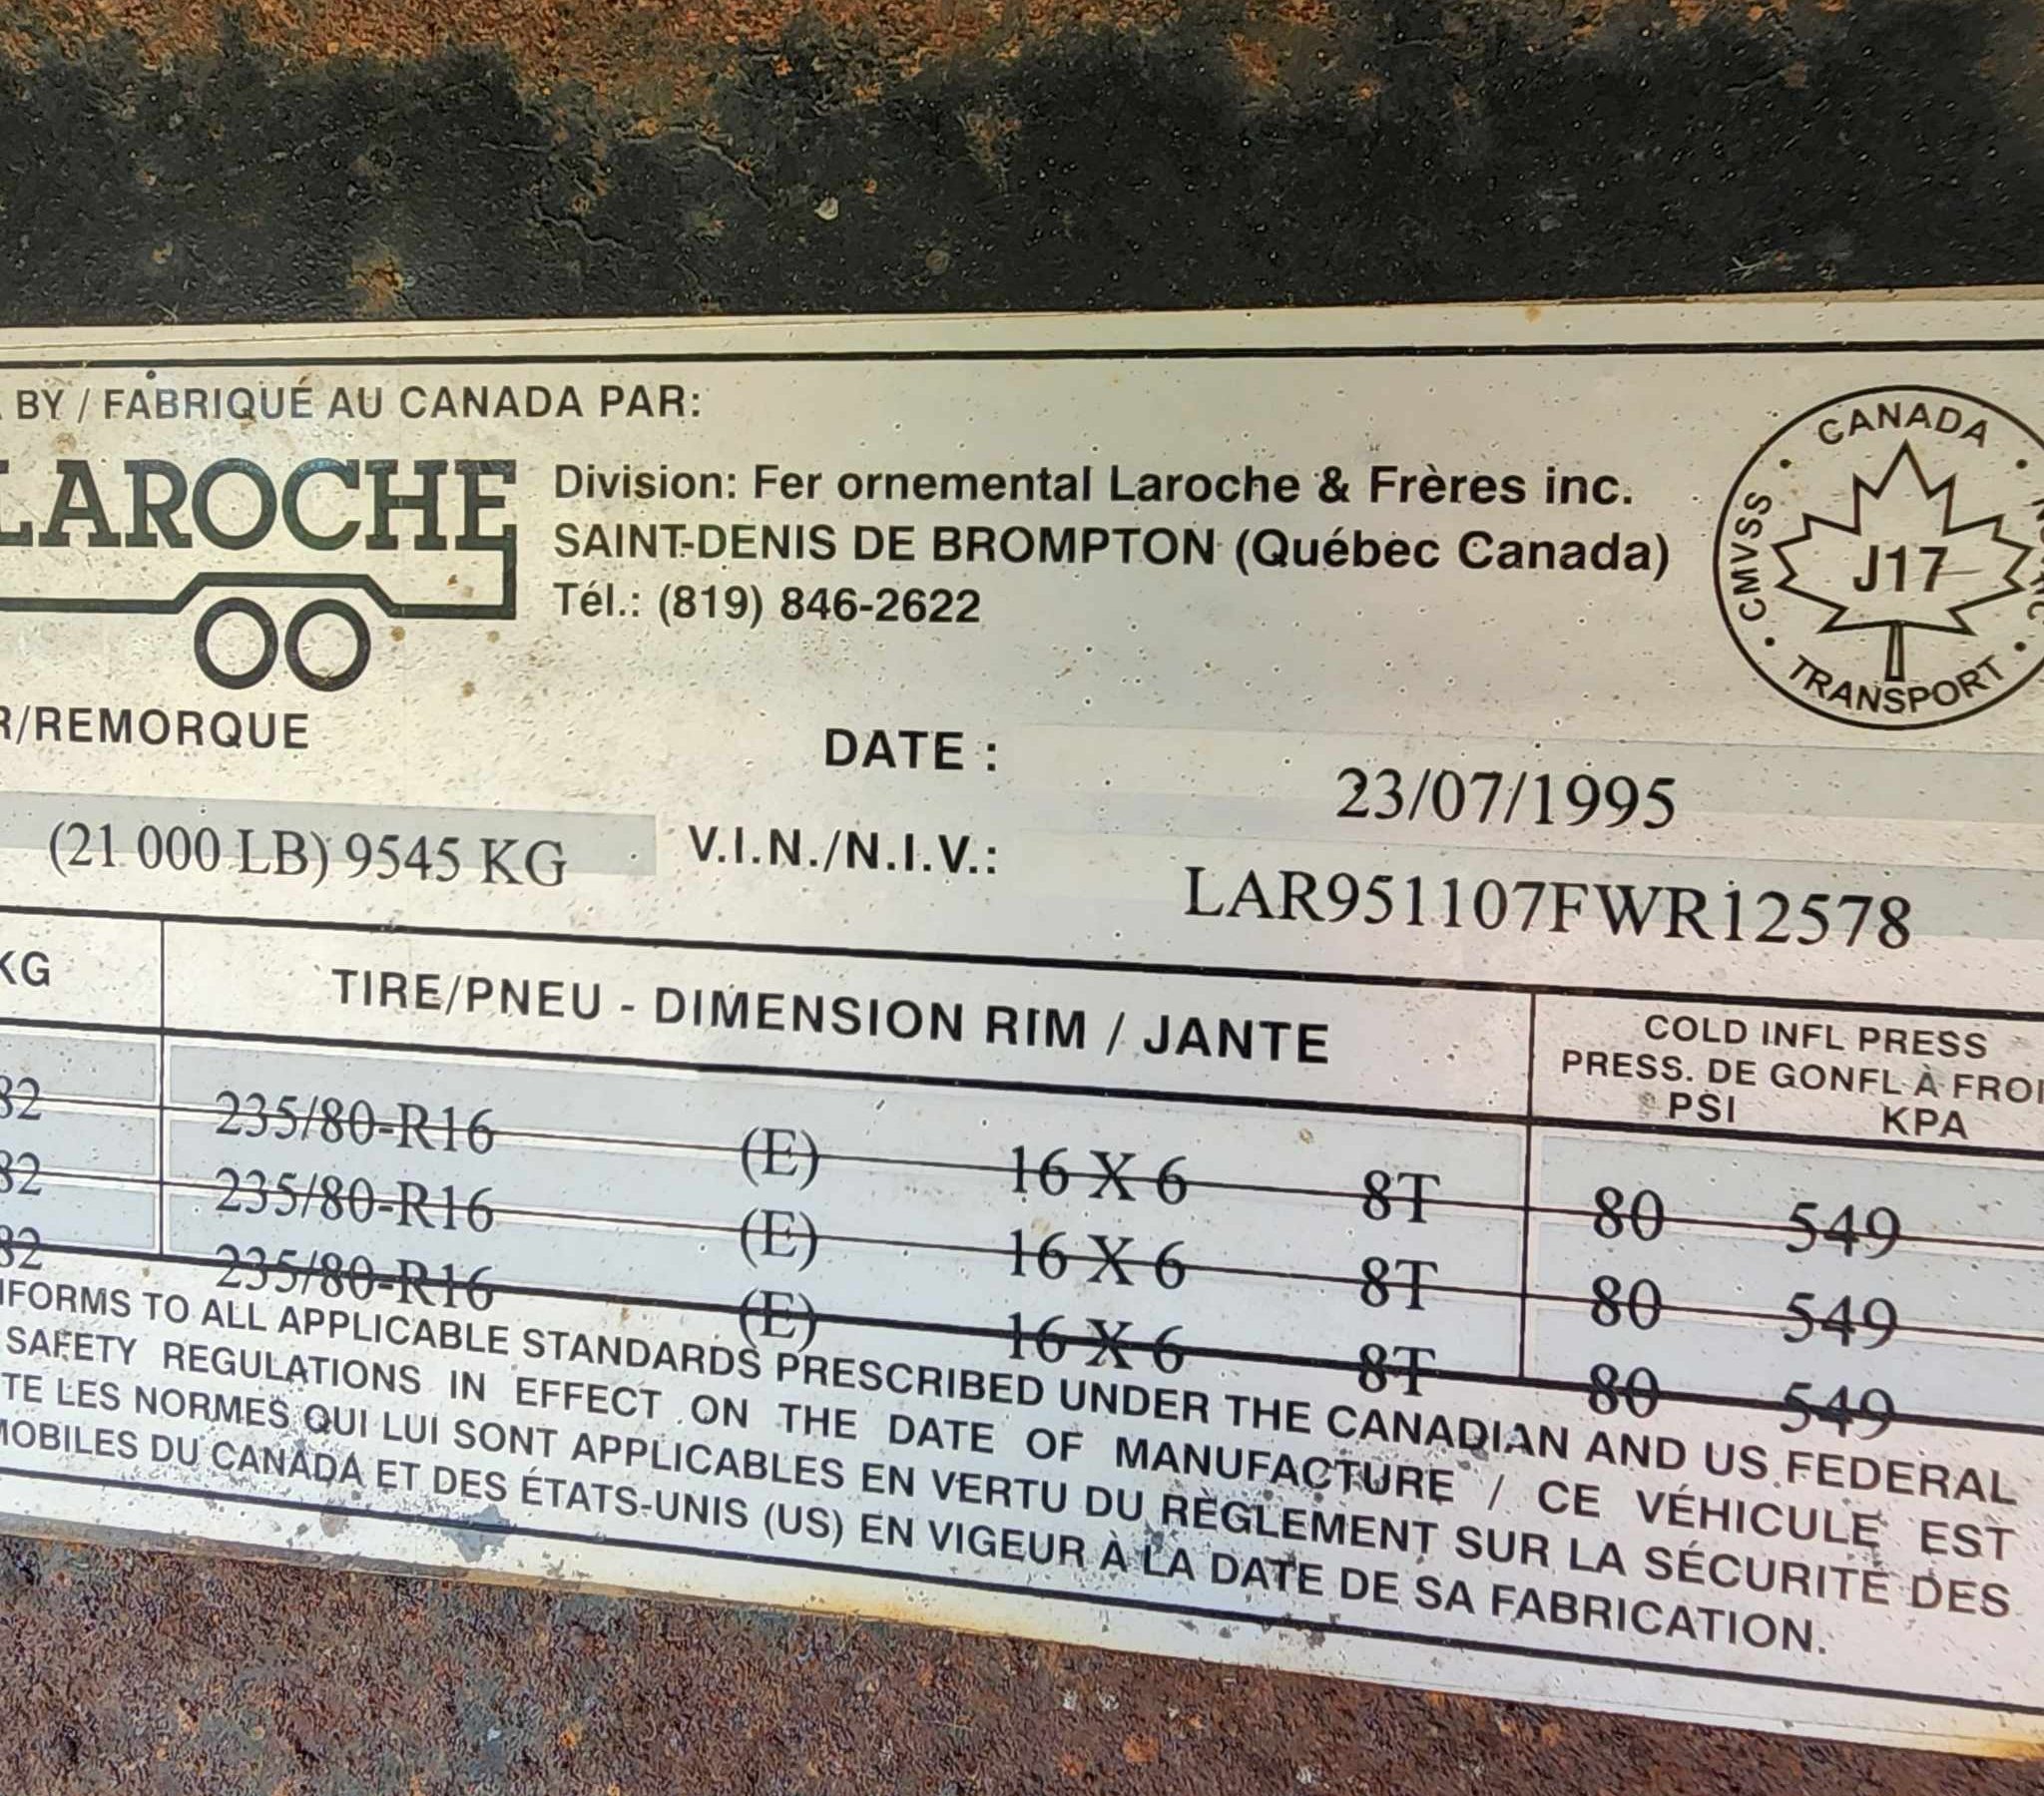 BY / FABRIQUÉ AU CANADA PAR:
LAROCHE
Division: Fer ornemental Laroche & Frères inc.
SAINT-DENIS DE BROMPTON (Québec Canada)
Tél.: (819) 846-2622
CANADA
CMVSS
J17
TRANSPORT
R/REMORQUE
DATE :
23/07/1995
(21 000 LB) 9545 KG
V.I.N./N.I.V.:
LAR951107FWR12578
KG
TIRE/PNEU - DIMENSION RIM / JANTE
COLD INFL PRESS
PRESS. DE GONFL À FROI
PSI KPA
82 235/80-R16 (E) 16 X 6 8T 80 549
82 235/80-R16 (E) 16 X 6 8T 80 549
82 235/80-R16 (E) 16 X 6 8T 80 549
NFORMS TO ALL APPLICABLE STANDARDS PRESCRIBED UNDER THE CANADIAN AND US FEDERAL
SAFETY REGULATIONS IN EFFECT ON THE DATE OF MANUFACTURE / CE VÉHICULE EST
TE LES NORMES QUI LUI SONT APPLICABLES EN VERTU DU RÈGLEMENT SUR LA SÉCURITÉ DES
MOBILES DU CANADA ET DES ÉTATS-UNIS (US) EN VIGEUR À LA DATE DE SA FABRICATION.